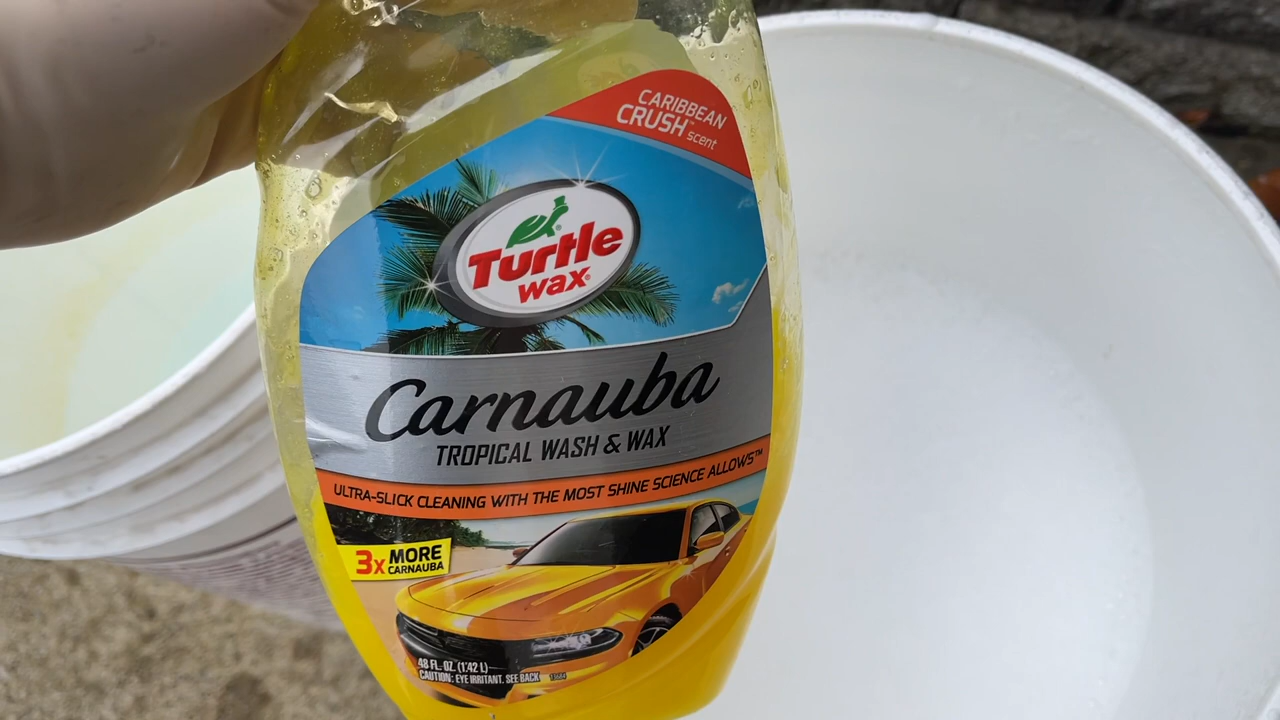 CARIBBEAN
CRUSH™ scent
Turtle
wax®
Carnauba
TROPICAL WASH & WAX
ULTRA-SLICK CLEANING WITH THE MOST SHINE SCIENCE ALLOWS™
3x MORE
CARNAUBA
48 FL. OZ. (1.42 L)
CAUTION: EYE IRRITANT. SEE BACK